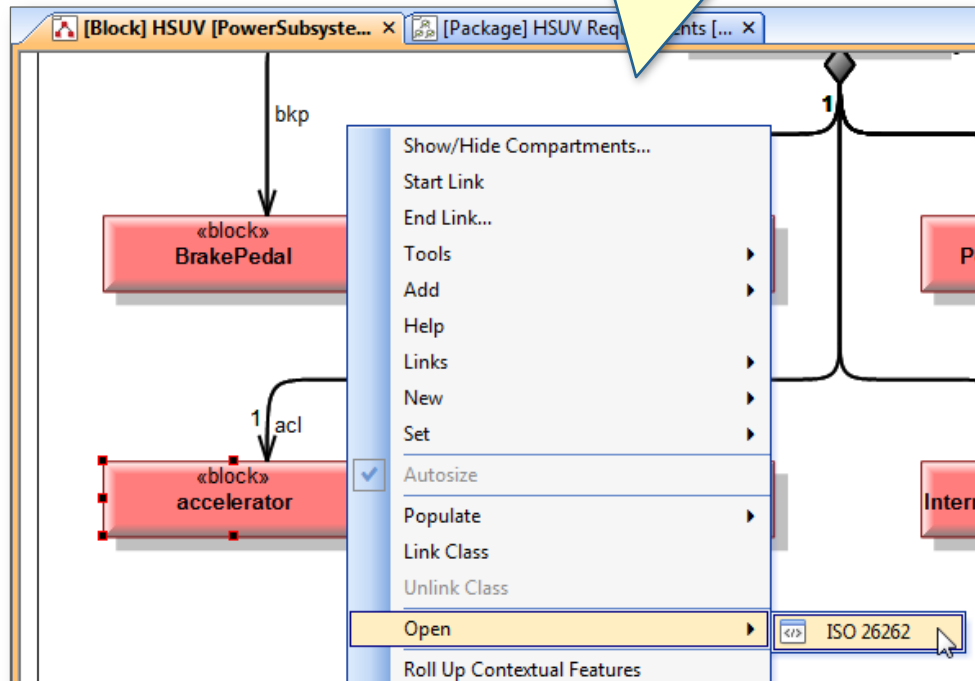 [Block] HSUV [PowerSubsyste...
[Package] HSUV Req ents [...
bkp
1
«block»
BrakePedal
P
1
acl
«block»
accelerator
Show/Hide Compartments...
Start Link
End Link...
Tools
Add
Help
Links
New
Set
Autosize
Populate
Link Class
Unlink Class
Open
ISO 26262
Roll Up Contextual Features
Intern